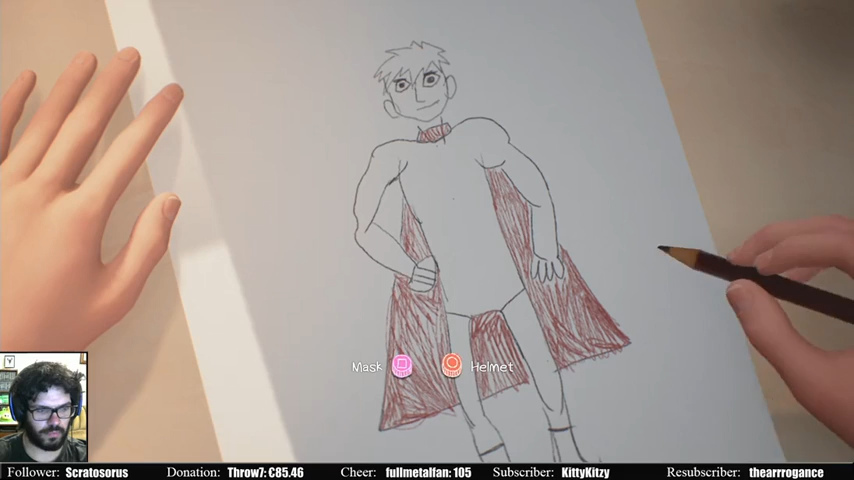 Mask Helmet
Follower: Scratosorus Donation: Throw7: €85.46 Cheer: fullmetalfan: 105 Subscriber: KittyKitzy Resubscriber: thearrrogance